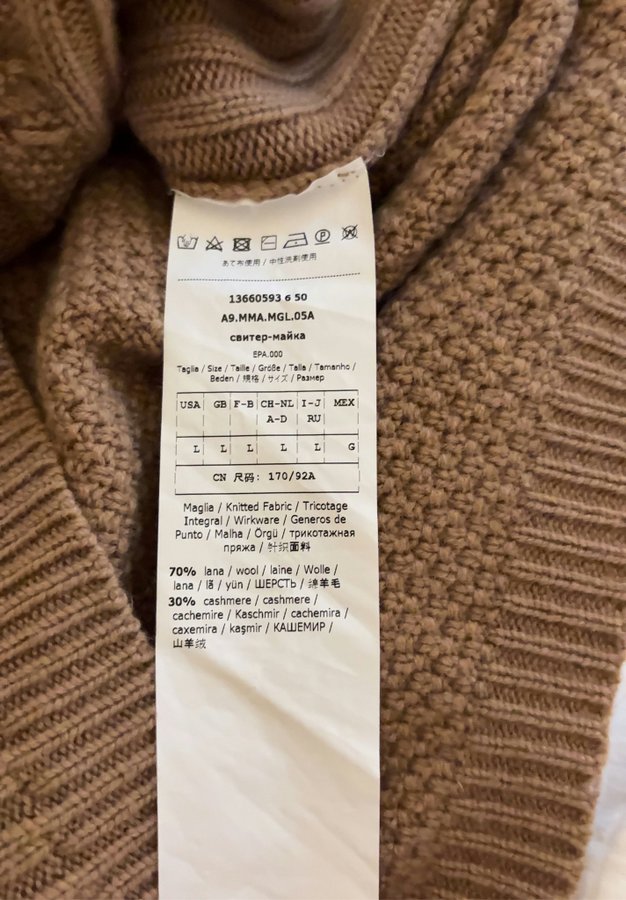 あて布使用 / 中性洗剤使用
13660593 6 50
A9.MMA.MGL.05A
свитер-майка
EPA.000
Taglia / Size / Taille / Größe / Talla / Tamanho /
Beden / 規格 / サイズ / Размер
USA GB F-B CH-NL I-J MEX
A-D RU
L L L L L G
CN 尺码: 170/92A
Maglia / Knitted Fabric / Tricotage
Integral / Wirkware / Generos de
Punto / Malha / Örgü / трикотажная
пряжа / 针织面料
70% lana / wool / laine / Wolle /
lana / lã / yün / ШЕРСТЬ / 绵羊毛
30% cashmere / cashmere /
cachemire / Kaschmir / cachemira /
caxemira / kaşmir / КАШЕМИР /
山羊绒